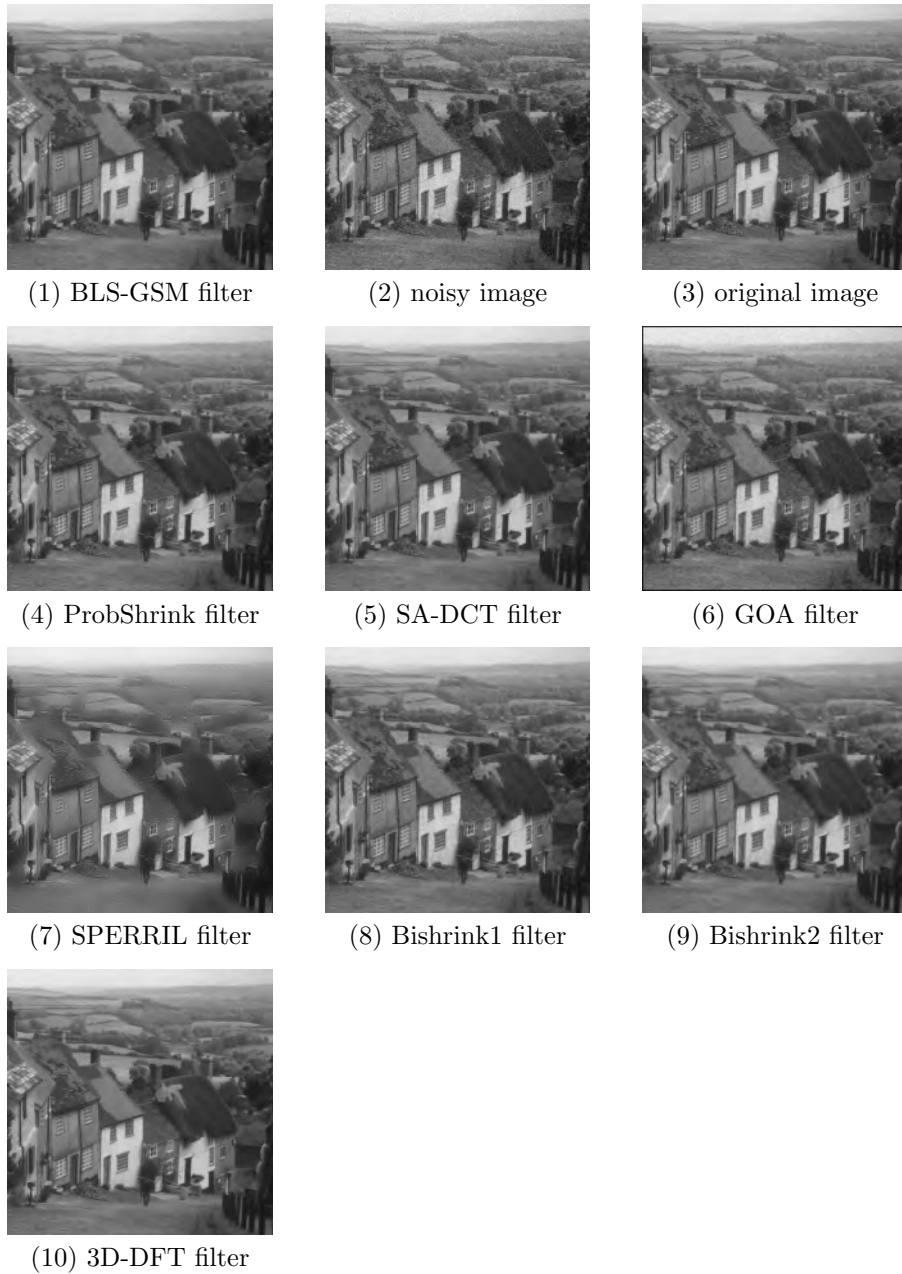 (1) BLS-GSM filter
(2) noisy image
(3) original image
(4) ProbShrink filter
(5) SA-DCT filter
(6) GOA filter
(7) SPERRIL filter
(8) Bishrink1 filter
(9) Bishrink2 filter
(10) 3D-DFT filter